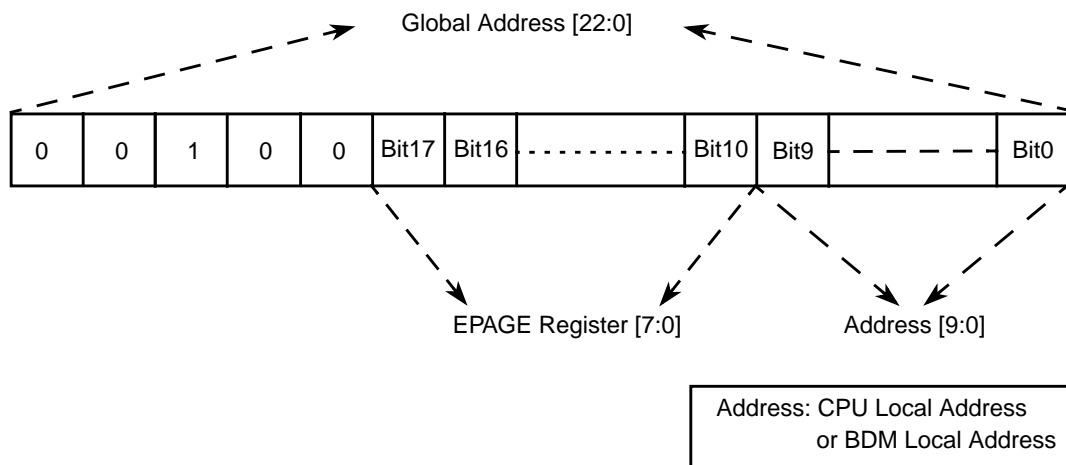 Global Address [22:0]
0 0 1 0 0 Bit17 Bit16 Bit10 Bit9 Bit0
EPAGE Register [7:0] Address [9:0]
Address: CPU Local Address
or BDM Local Address